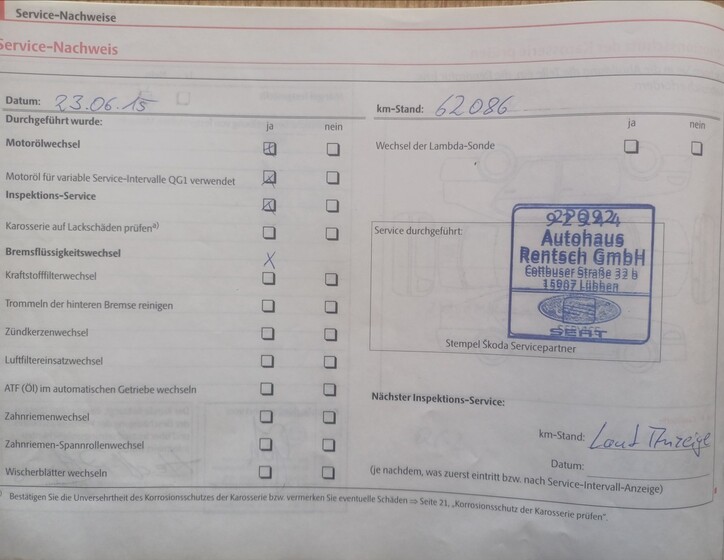 Service-Nachweise
Service-Nachweis
Datum: 23.06.15
km-Stand: 62086
Durchgeführt wurde:
ja nein
ja nein
Motorölwechsel
Wechsel der Lambda-Sonde
Motoröl für variable Service-Intervalle QG1 verwendet
Inspektions-Service
Karosserie auf Lackschäden prüfen a)
Bremsflüssigkeitswechsel X
Kraftstofffilterwechsel
Trommeln der hinteren Bremse reinigen
Zündkerzenwechsel
Luftfiltereinsatzwechsel
ATF (Öl) im automatischen Getriebe wechseln
Zahnriemenwechsel
Zahnriemen-Spannrollenwechsel
Wischerblätter wechseln
Service durchgeführt:
Autohaus
Rentsch GmbH
Cottbuser Straße 32 b
15907 Lübben
SEAT
Stempel Škoda Servicepartner
Nächster Inspektions-Service:
km-Stand: Laut Anzeige
Datum:
(je nachdem, was zuerst eintritt bzw. nach Service-Intervall-Anzeige)
Bestätigen Sie die Unversehrtheit des Korrosionsschutzes der Karosserie bzw. vermerken Sie eventuelle Schäden ⇒ Seite 21, „Korrosionsschutz der Karosserie prüfen“.